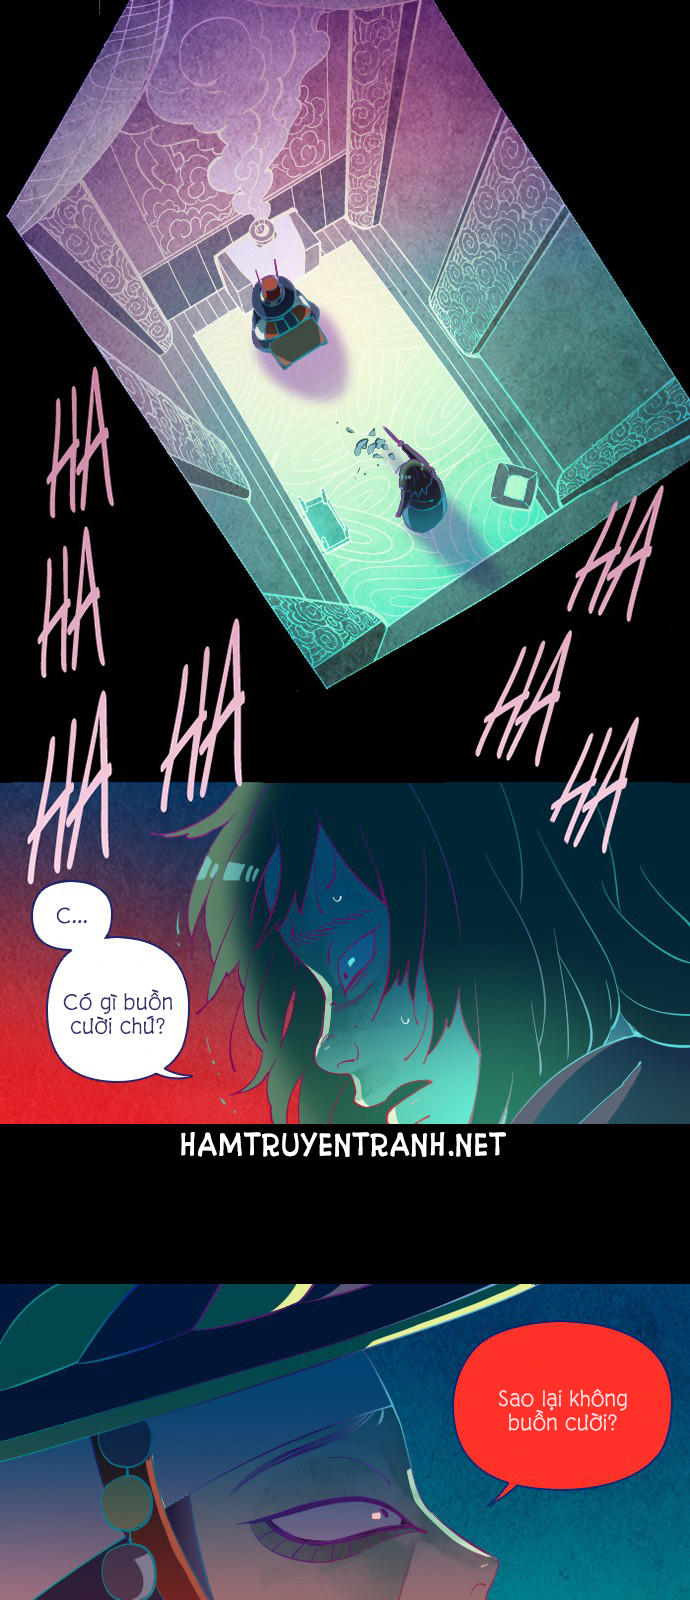 HA
HA
HA
HA
HA
HA
HA
C...
Có gì buồn
cười chứ?
HAMTRUYENTRANH.NET
Sao lại không
buồn cười?